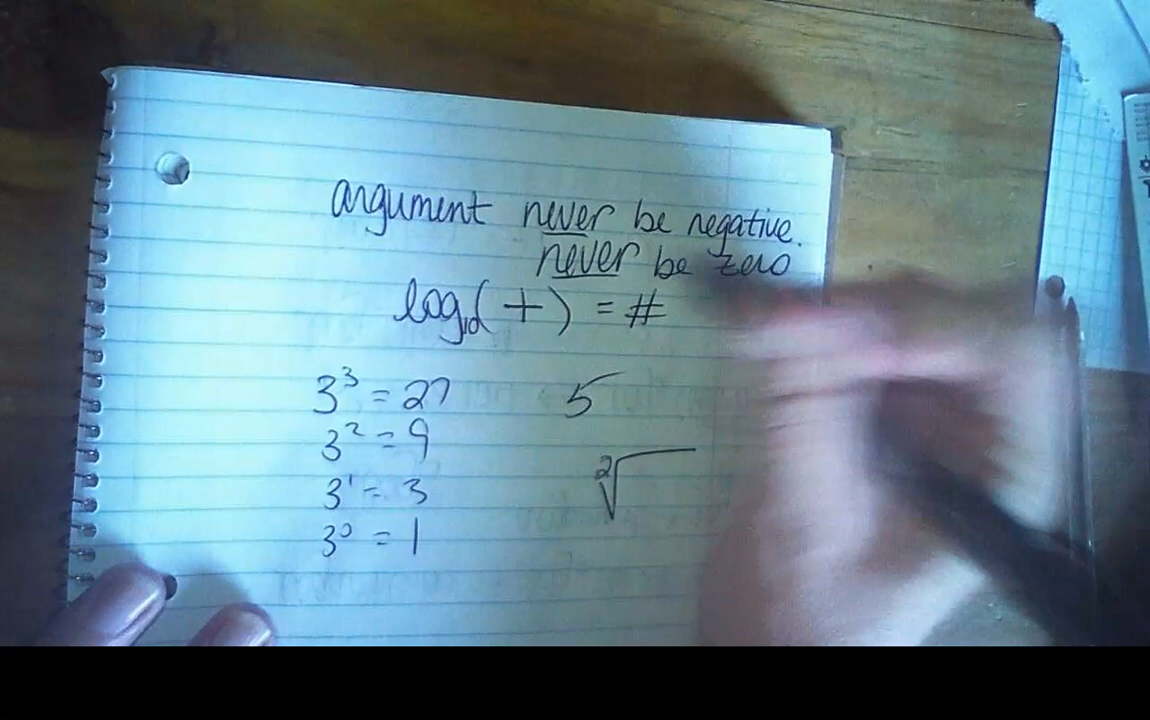 argument never be negative.
never be zero
log₁₀( + ) = #
3³ = 27
3² = 9
3¹ = 3
3⁰ = 1
5
²√